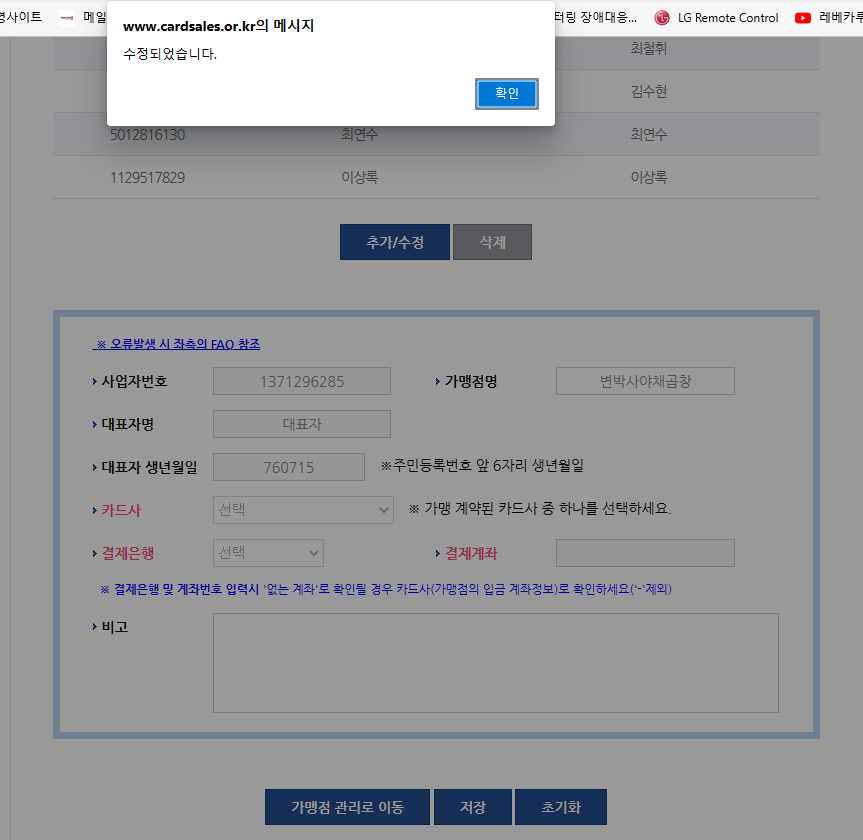 경사이트
메일
터링 장애대응...
LG Remote Control
레베카투
www.cardsales.or.kr의 메시지
수정되었습니다.
확인
최철휘
김수현
5012816130 최연수 최연수
1129517829 이상록 이상록
추가/수정 삭제
※ 오류발생 시 좌측의 FAQ 참조
사업자번호 1371296285 가맹점명 변박사야채곱창
대표자명 대표자
대표자 생년월일 760715 ※주민등록번호 앞 6자리 생년월일
카드사 선택 ※ 가맹 계약된 카드사 중 하나를 선택하세요.
결제은행 선택 결제계좌
※ 결제은행 및 계좌번호 입력시 '없는 계좌'로 확인될 경우 카드사(가맹점의 입금 계좌정보)로 확인하세요('-'제외)
비고
가맹점 관리로 이동 저장 초기화